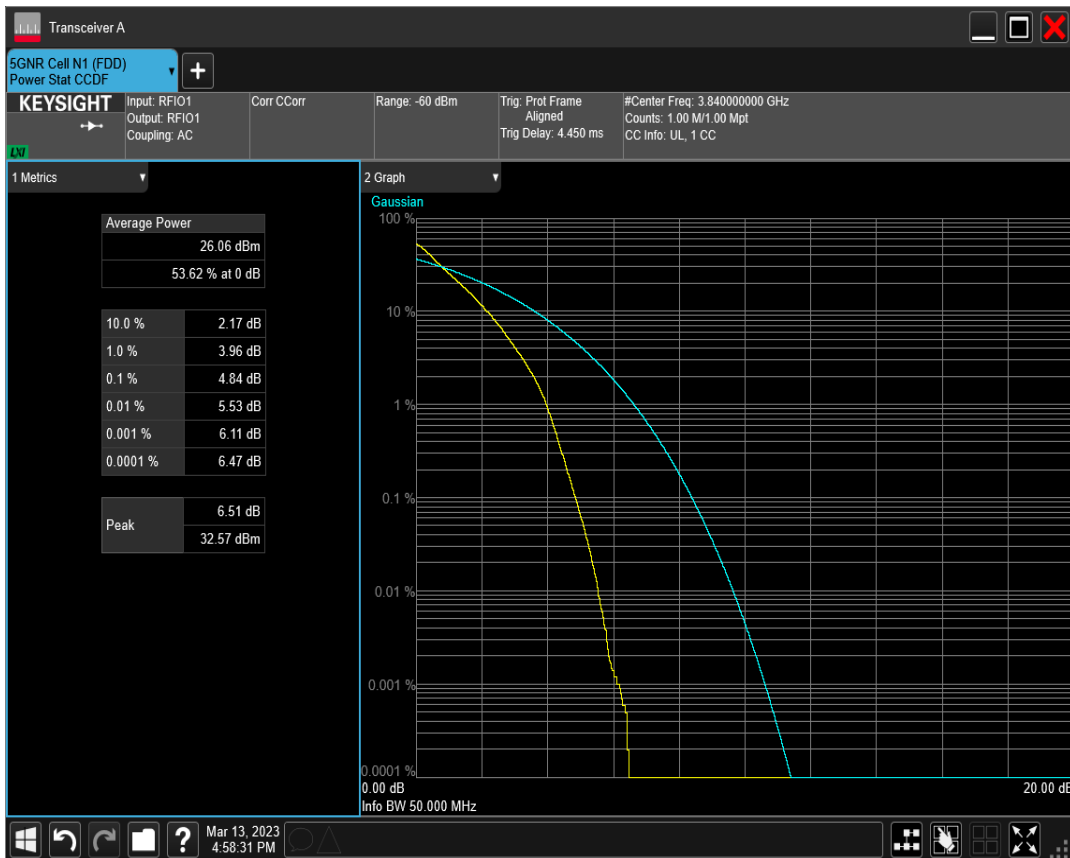 Transceiver A
5GNR Cell N1 (FDD)
Power Stat CCDF
KEYSIGHT
LXI
Input: RFIO1
Output: RFIO1
Coupling: AC
Corr CCorr
Range: -60 dBm
Trig: Prot Frame
Aligned
Trig Delay: 4.450 ms
#Center Freq: 3.840000000 GHz
Counts: 1.00 M/1.00 Mpt
CC Info: UL, 1 CC
1 Metrics
Average Power
26.06 dBm
53.62 % at 0 dB
10.0 % 2.17 dB
1.0 % 3.96 dB
0.1 % 4.84 dB
0.01 % 5.53 dB
0.001 % 6.11 dB
0.0001 % 6.47 dB
Peak 6.51 dB
32.57 dBm
2 Graph
Gaussian
100 %
10 %
1 %
0.1 %
0.01 %
0.001 %
0.0001 %
0.00 dB 20.00 dB
Info BW 50.000 MHz
Mar 13, 2023
4:58:31 PM